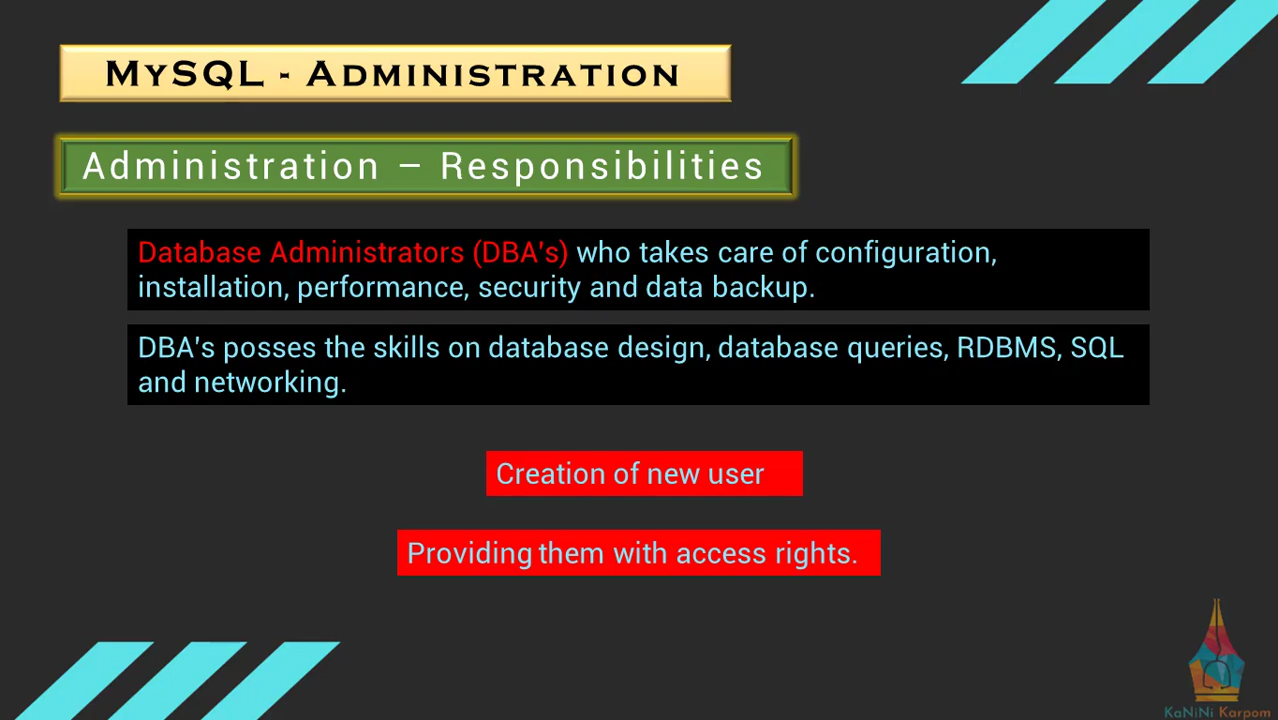 MySQL - Administration
Administration – Responsibilities
Database Administrators (DBA's) who takes care of configuration,
installation, performance, security and data backup.
DBA's posses the skills on database design, database queries, RDBMS, SQL
and networking.
Creation of new user
Providing them with access rights.
KaNiNi Karpom